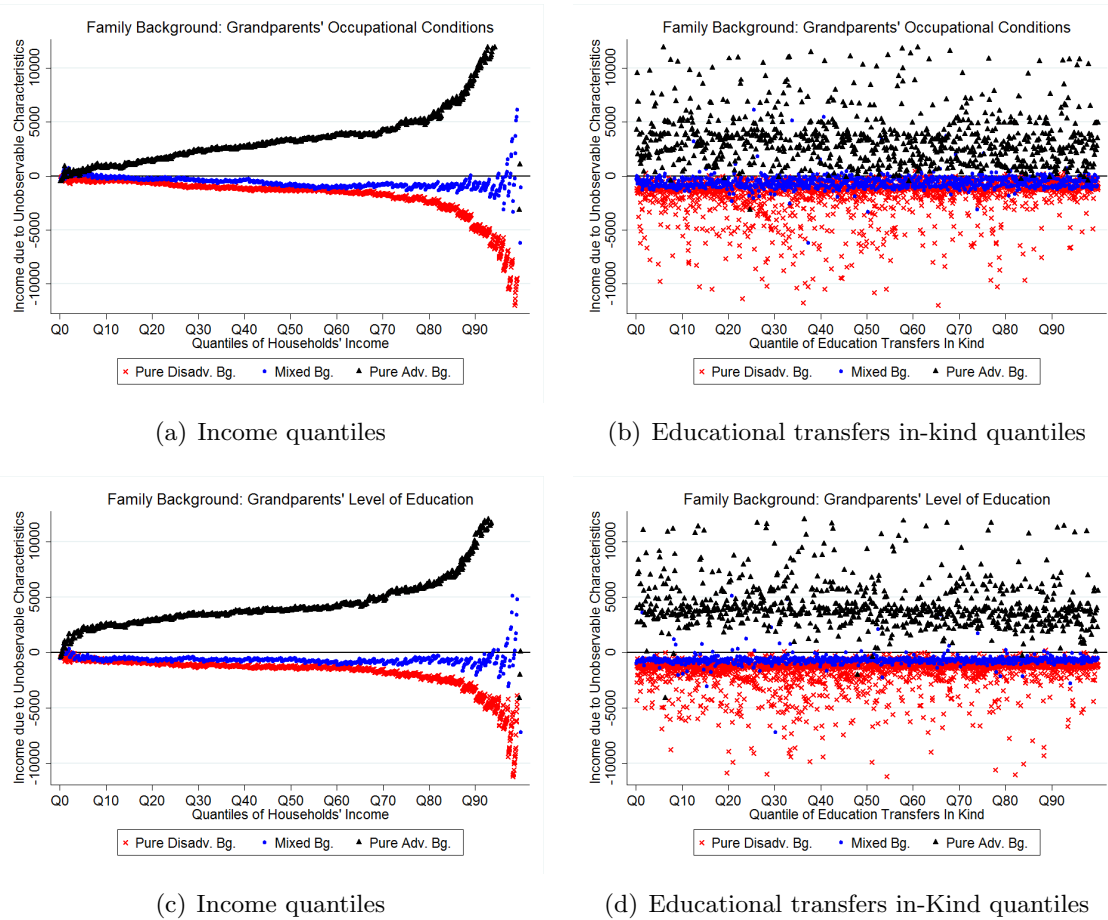 Family Background: Grandparents' Occupational Conditions
Income due to Unobservable Characteristics
10000
5000
0
-5000
-10000
Q0 Q10 Q20 Q30 Q40 Q50 Q60 Q70 Q80 Q90
Quantiles of Households' Income
Pure Disadv. Bg. Mixed Bg. Pure Adv. Bg.
(a) Income quantiles
Family Background: Grandparents' Occupational Conditions
Income due to Unobservable Characteristics
10000
5000
0
-5000
-10000
Q0 Q10 Q20 Q30 Q40 Q50 Q60 Q70 Q80 Q90
Quantile of Education Transfers In Kind
Pure Disadv. Bg. Mixed Bg. Pure Adv. Bg.
(b) Educational transfers in-kind quantiles
Family Background: Grandparents' Level of Education
Income due to Unobservable Characteristics
10000
5000
0
-5000
-10000
Q0 Q10 Q20 Q30 Q40 Q50 Q60 Q70 Q80 Q90
Quantiles of Households' Income
Pure Disadv. Bg. Mixed Bg. Pure Adv. Bg.
(c) Income quantiles
Family Background: Grandparents' Level of Education
Income due to Unobservable Characteristics
10000
5000
0
-5000
-10000
Q0 Q10 Q20 Q30 Q40 Q50 Q60 Q70 Q80 Q90
Quantile of Education Transfers In Kind
Pure Disadv. Bg. Mixed Bg. Pure Adv. Bg.
(d) Educational transfers in-Kind quantiles